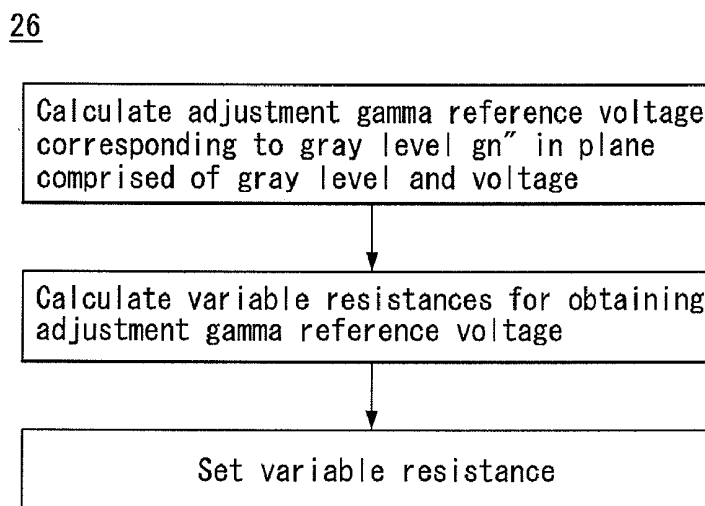 26
Calculate adjustment gamma reference voltage
corresponding to gray level gn″ in plane
comprised of gray level and voltage
Calculate variable resistances for obtaining
adjustment gamma reference voltage
Set variable resistance